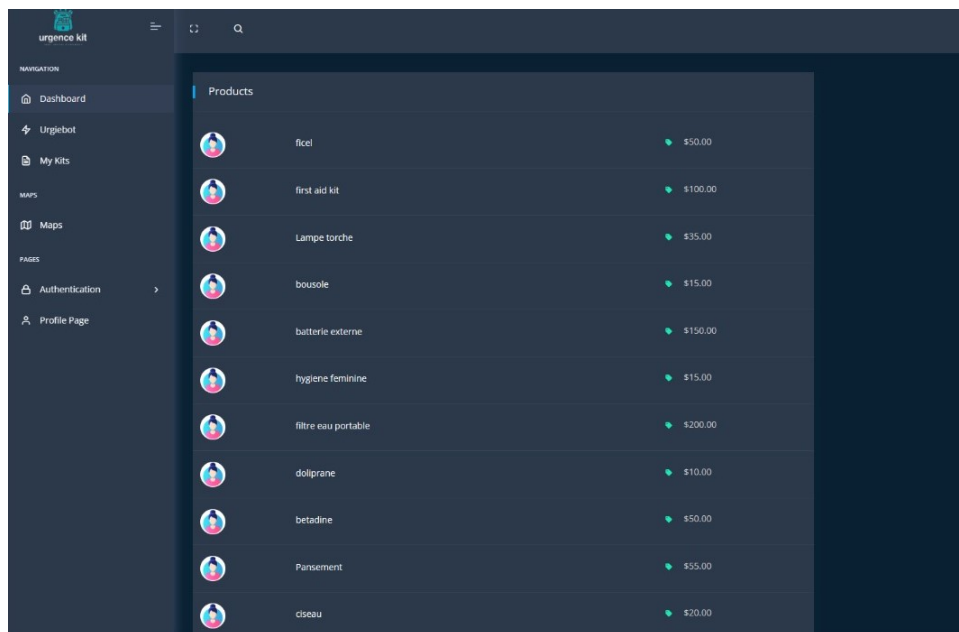 urgence kit
NAVIGATION
Dashboard
Urgiebot
My Kits
MAPS
Maps
PAGES
Authentication
Profile Page
Products
ficel $50.00
first aid kit $100.00
Lampe torche $35.00
bousole $15.00
batterie externe $150.00
hygiene feminine $15.00
filtre eau portable $200.00
doliprane $10.00
betadine $50.00
Pansement $55.00
ciseau $20.00